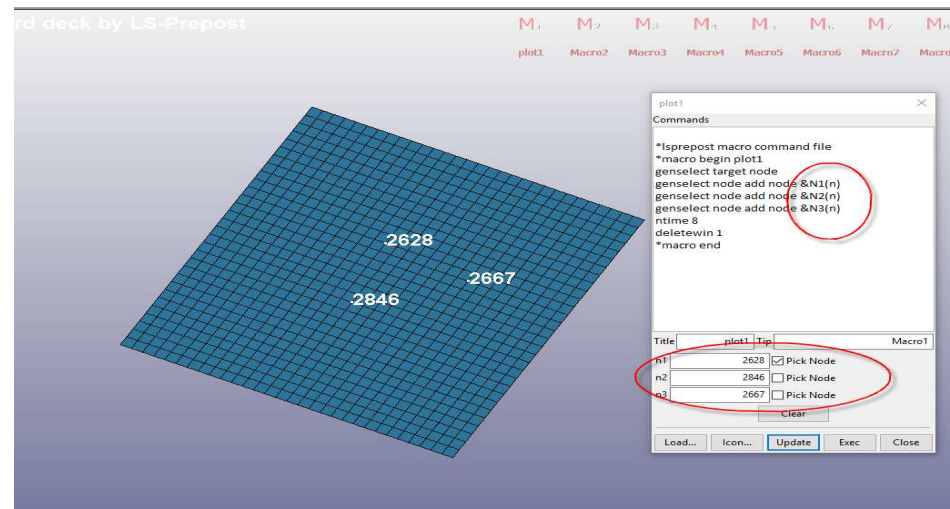 rd deck by LS-Prepost
M1 M2 M3 M4 M5 M6 M7 M8
plot1 Macro2 Macro3 Macro4 Macro5 Macro6 Macro7 Macro
plot1
Commands
*lsprepost macro command file
*macro begin plot1
genselect target node
genselect node add node &N1(n)
genselect node add node &N2(n)
genselect node add node &N3(n)
ntime 8
deletewin 1
*macro end
2628
2667
2846
Title plot1 Tip Macro1
n1 2628 Pick Node
n2 2846 Pick Node
n3 2667 Pick Node
Clear
Load... Icon... Update Exec Close